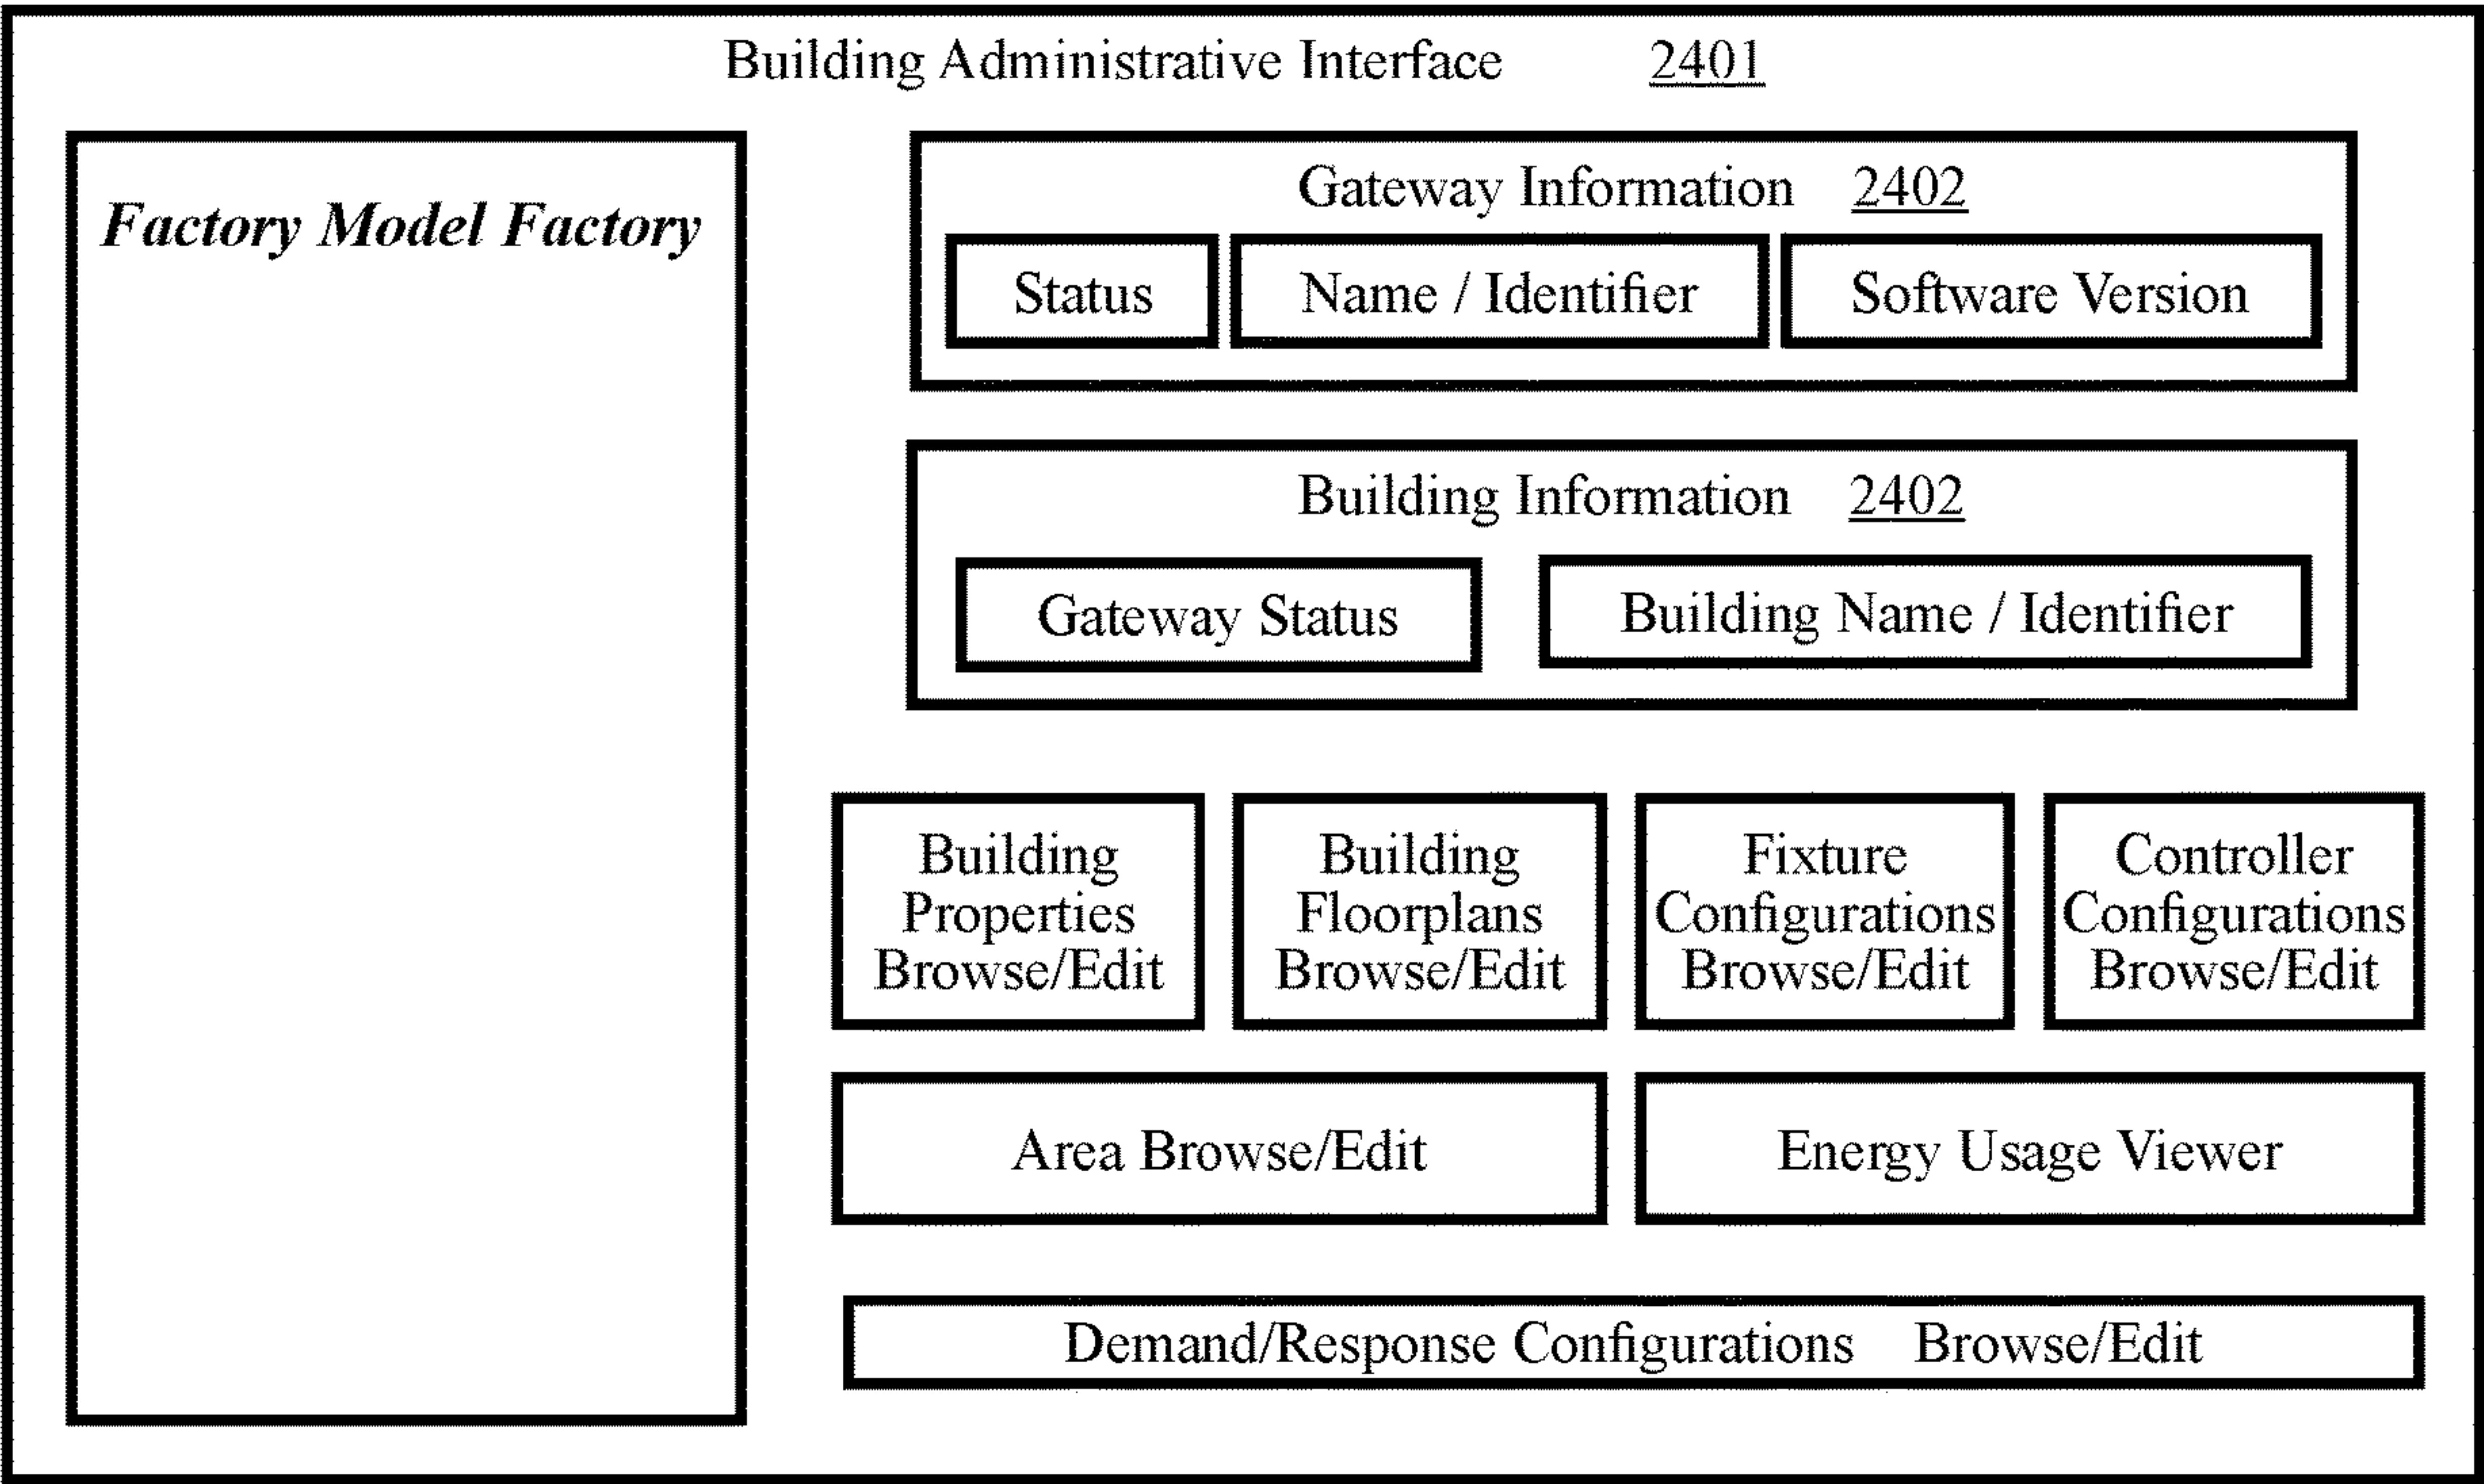 Building Administrative Interface 2401
Factory Model Factory
Gateway Information 2402
Status
Name / Identifier
Software Version
Building Information 2402
Gateway Status
Building Name / Identifier
Building
Properties
Browse/Edit
Building
Floorplans
Browse/Edit
Fixture
Configurations
Browse/Edit
Controller
Configurations
Browse/Edit
Area Browse/Edit
Energy Usage Viewer
Demand/Response Configurations Browse/Edit